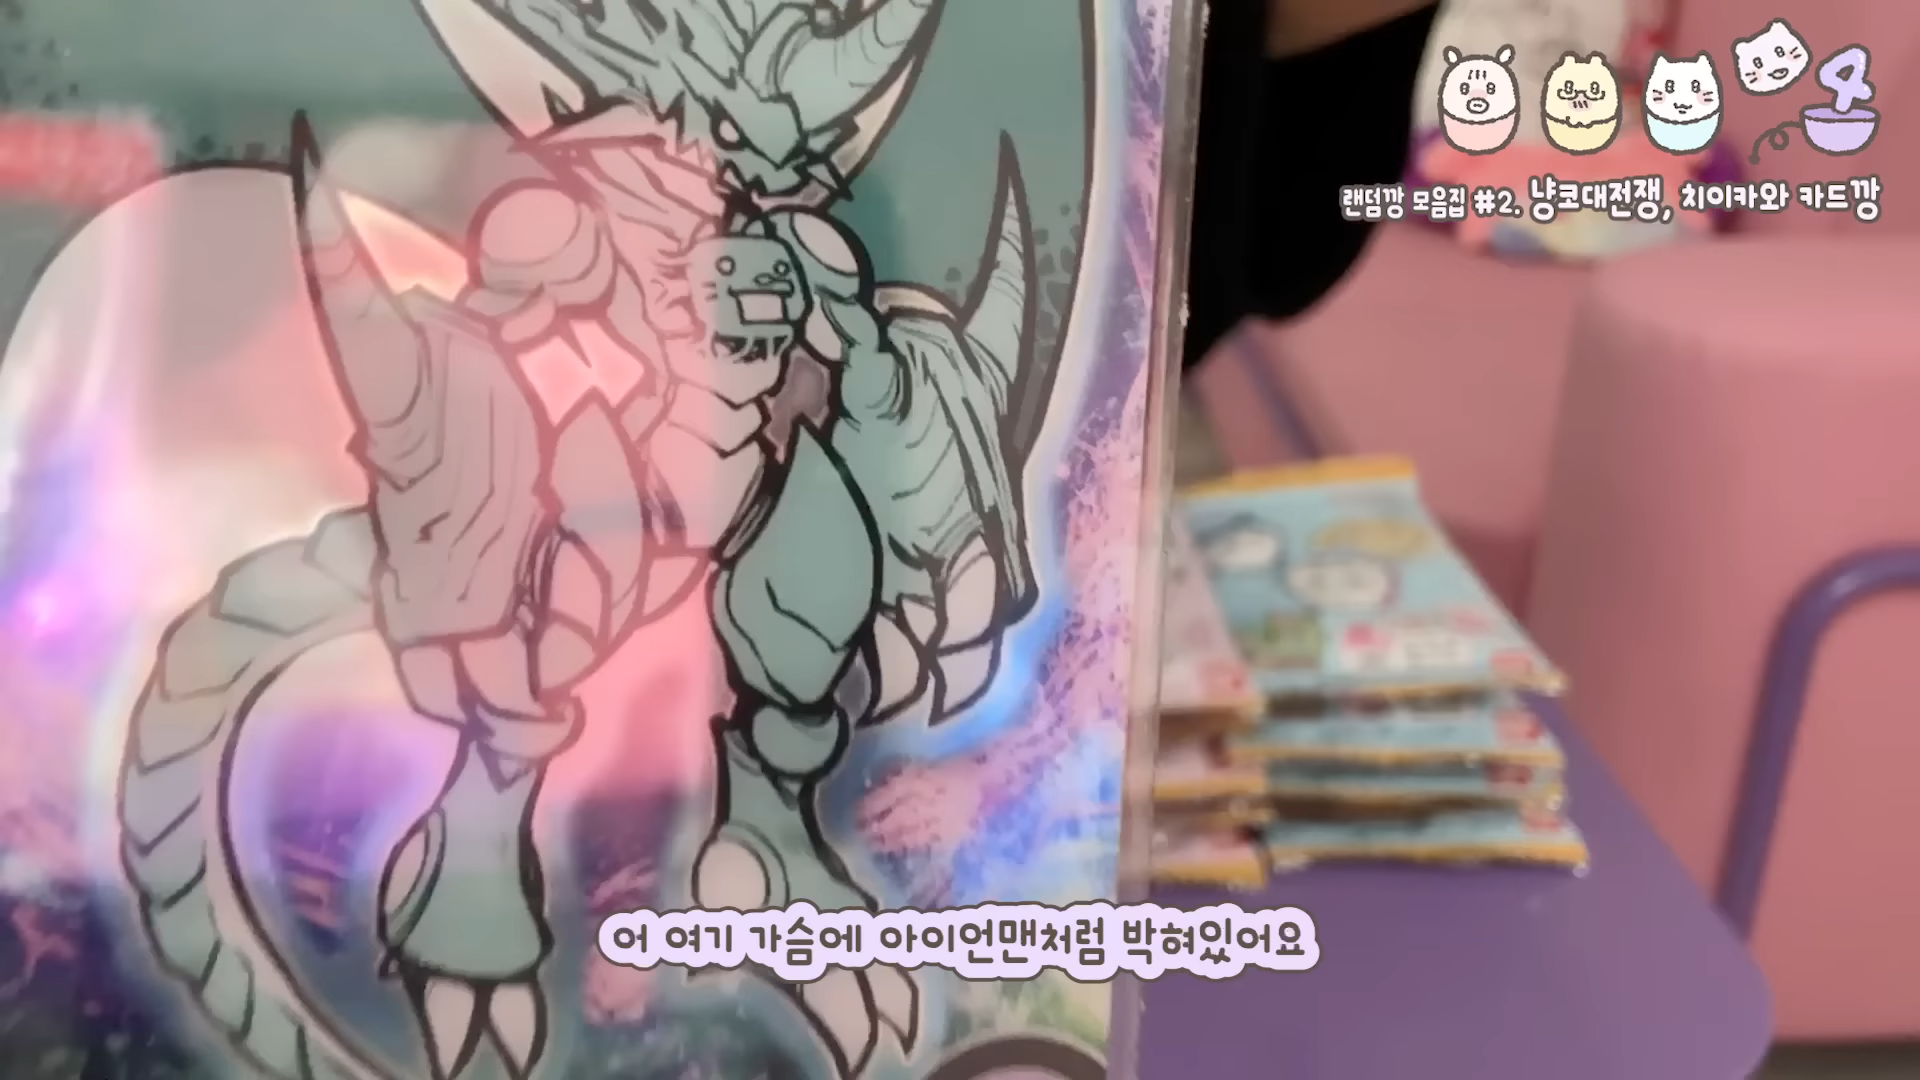 랜덤깡 모음집 #2. 냥코대전쟁, 치이카와 카드깡
어 여기 가슴에 아이언맨처럼 박혀있어요